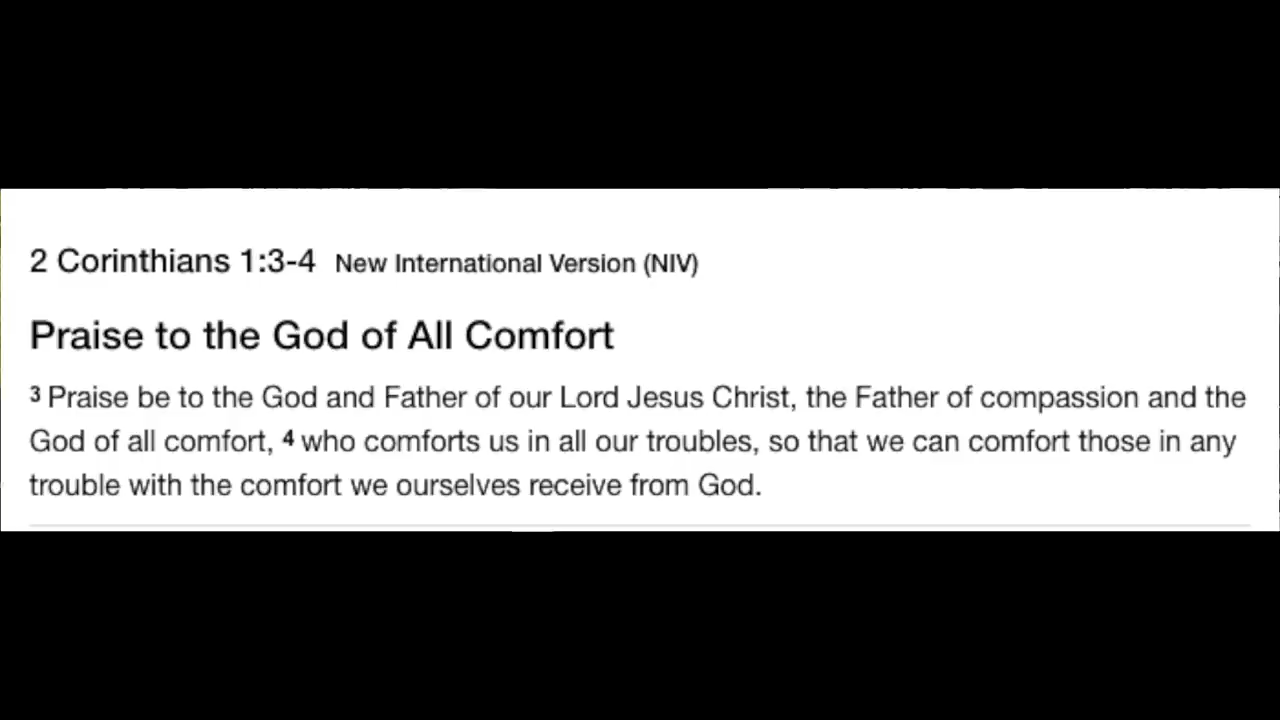 2 Corinthians 1:3-4 New International Version (NIV)
Praise to the God of All Comfort
3 Praise be to the God and Father of our Lord Jesus Christ, the Father of compassion and the
God of all comfort, 4 who comforts us in all our troubles, so that we can comfort those in any
trouble with the comfort we ourselves receive from God.